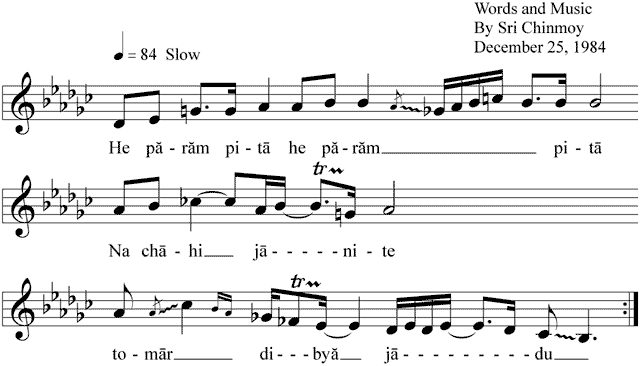 Words and Music
By Sri Chinmoy
December 25, 1984
= 84 Slow
He pă - răm pi - tā he pă - răm pi - tā
tr
Na chā - hi jā - - - - - ni - te
tr
to - mār di - - - byă jā - - - - - - - du